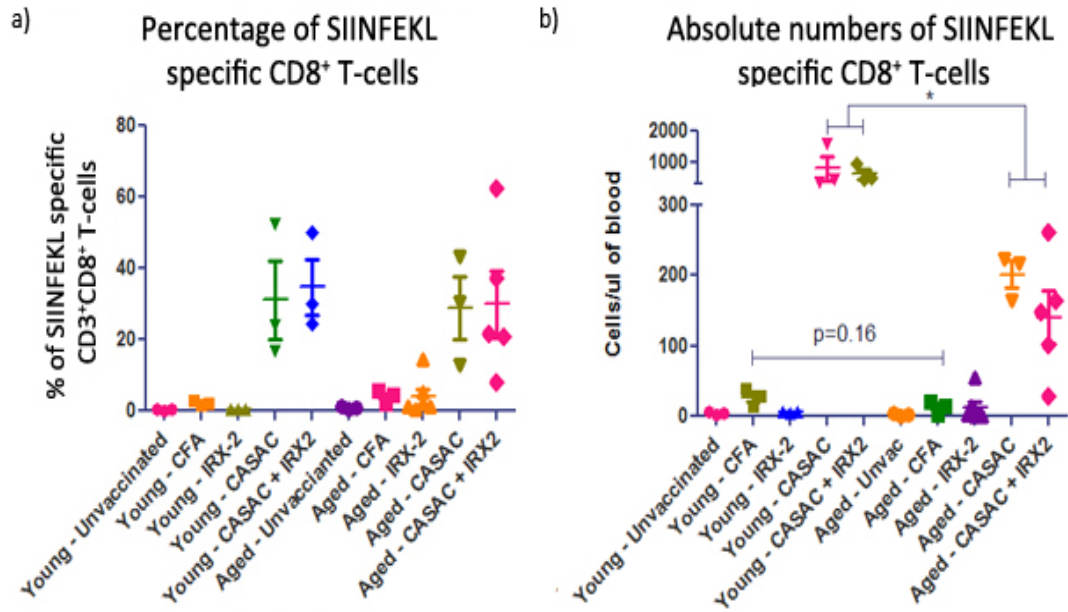 a)
Percentage of SIINFEKL
specific CD8⁺ T-cells
% of SIINFEKL specific
CD3⁺CD8⁺ T-cells
80
60
40
20
0
Young - Unvaccinated
Young - CFA
Young - IRX-2
Young - CASAC
Young - CASAC + IRX2
Aged - Unvaccianted
Aged - CFA
Aged - IRX-2
Aged - CASAC
Aged - CASAC + IRX2
b)
Absolute numbers of SIINFEKL
specific CD8⁺ T-cells
*
Cells/ul of blood
2000
1000
300
200
100
0
p=0.16
Young - Unvaccinated
Young - CFA
Young - IRX-2
Young - CASAC
Young - CASAC + IRX2
Aged - Unvac
Aged - CFA
Aged - IRX-2
Aged - CASAC
Aged - CASAC + IRX2